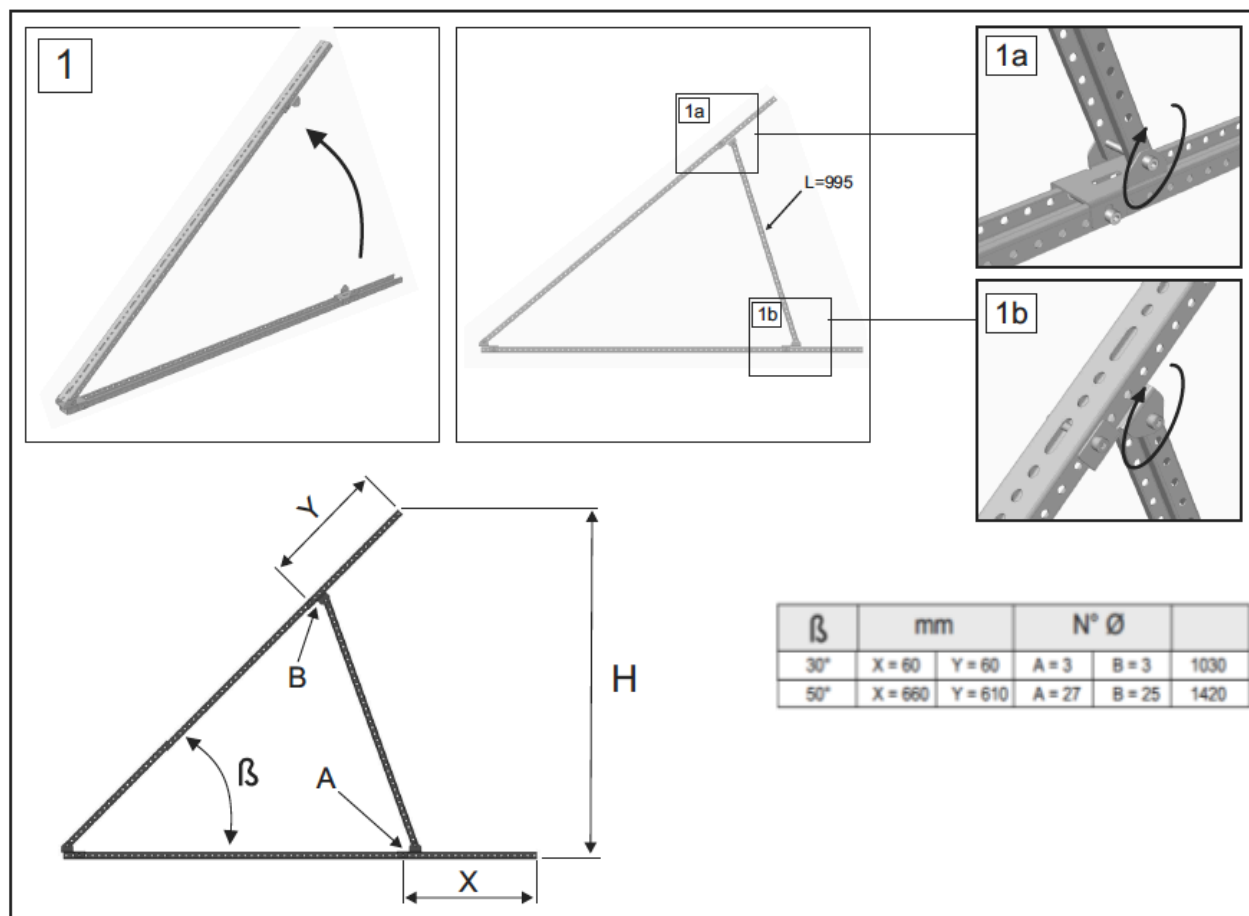 1
1a
L=995
1b
1a
1b
Y
B
H
ß
A
X
ß mm N° Ø
30° X = 60 Y = 60 A = 3 B = 3 1030
50° X = 660 Y = 610 A = 27 B = 25 1420